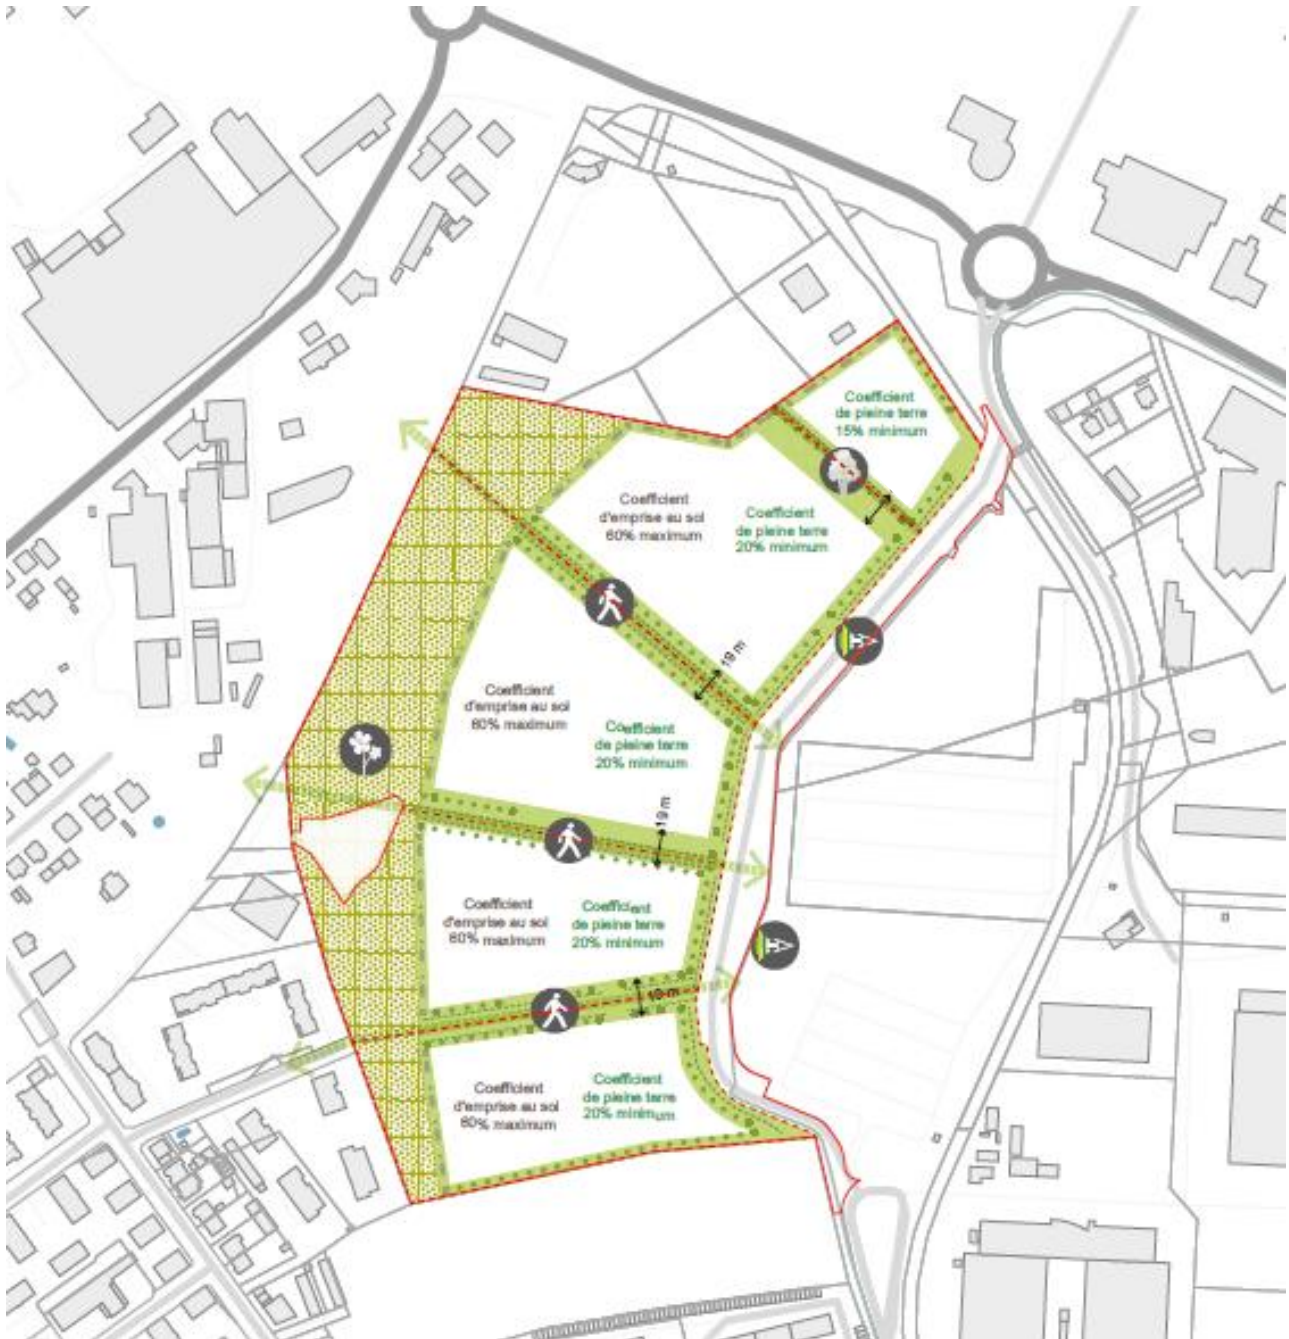 Coefficient
de pleine terre
15% minimum
Coefficient
d'emprise au sol
60% maximum
Coefficient
de pleine terre
20% minimum
19 m
Coefficient
d'emprise au sol
60% maximum
Coefficient
de pleine terre
20% minimum
19 m
Coefficient
d'emprise au sol
60% maximum
Coefficient
de pleine terre
20% minimum
19 m
Coefficient
d'emprise au sol
60% maximum
Coefficient
de pleine terre
20% minimum